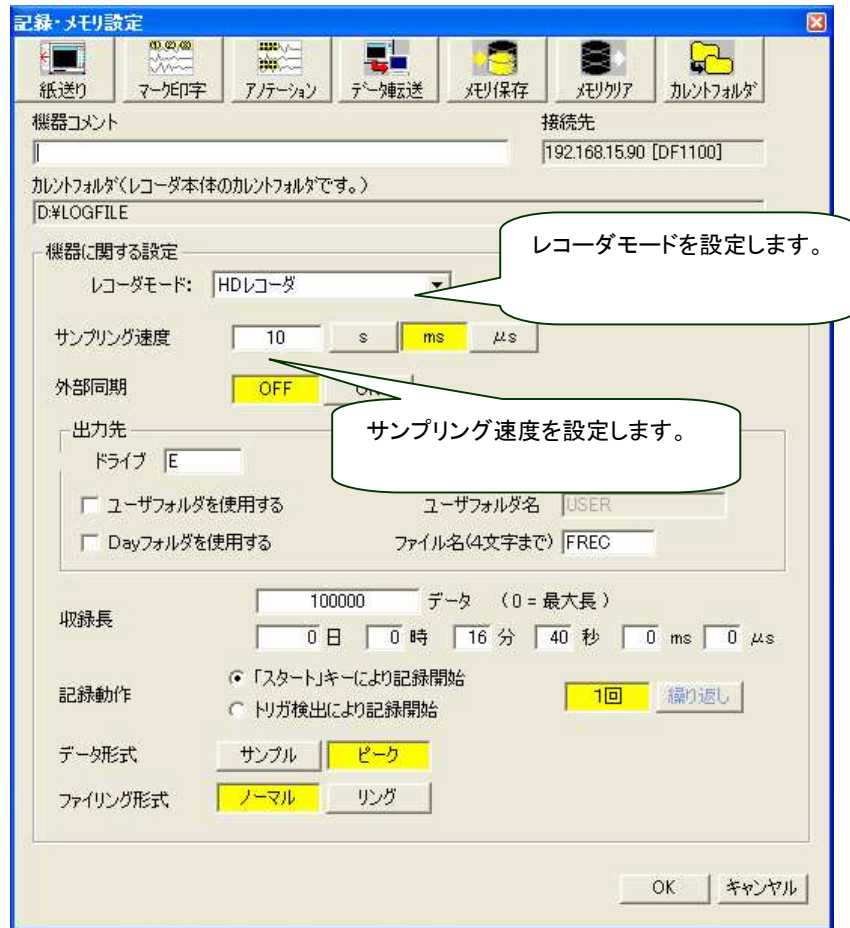 記録・メモリ設定
紙送り マーク印字 アノテーション データ転送 メモリ保存 メモリクリア カレントフォルダ
機器コメント 接続先
192.168.15.90 [DF1100]
カレントフォルダ(レコーダ本体のカレントフォルダです。)
D:¥LOGFILE
機器に関する設定
レコーダモードを設定します。
レコーダモード: HDレコーダ
サンプリング速度 10 s ms μs
外部同期 OFF
サンプリング速度を設定します。
出力先
ドライブ E
ユーザフォルダを使用する ユーザフォルダ名 USER
Dayフォルダを使用する ファイル名(4文字まで) FREC
収録長 100000 データ (0=最大長)
0 日 0 時 16 分 40 秒 0 ms 0 μs
記録動作 「スタート」キーにより記録開始
トリガ検出により記録開始
1回 繰り返し
データ形式 サンプル ピーク
ファイリング形式 ノーマル リング
OK キャンセル